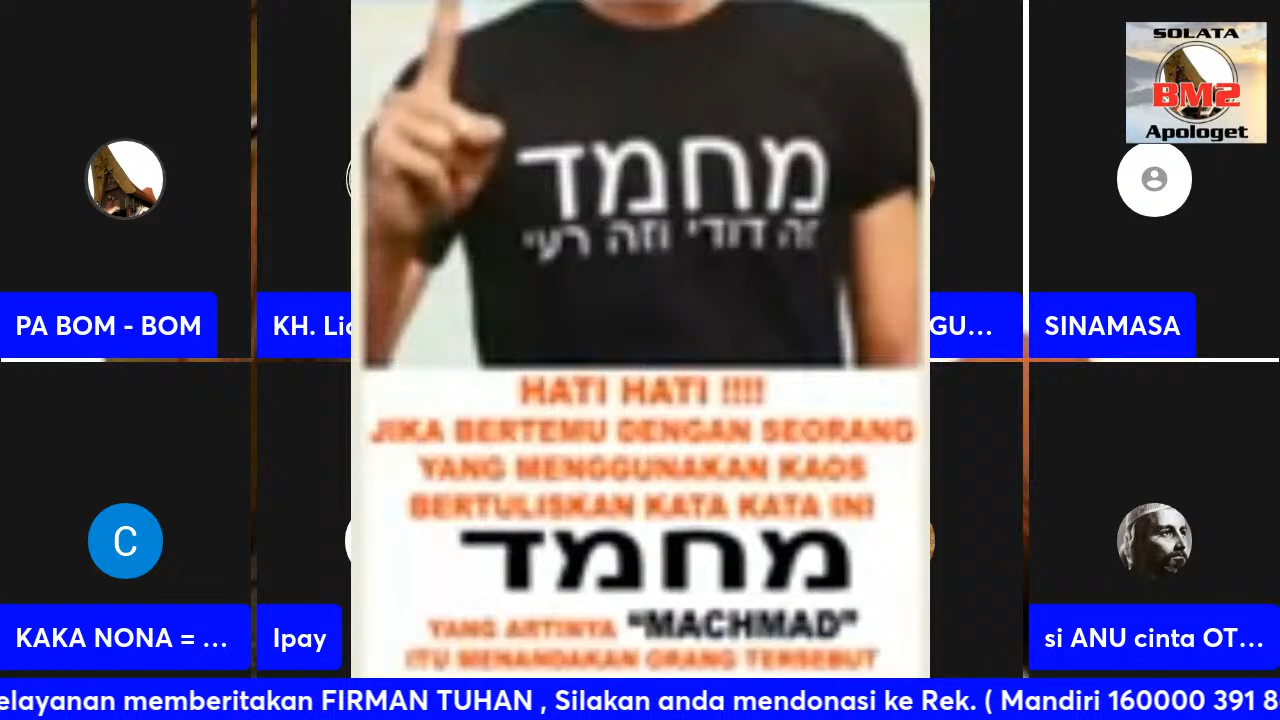 SOLATA
BM2
Apologet
מחמד
זה דודי וזה רעי
PA BOM - BOM
KH. Lic
GU...
SINAMASA
HATI HATI !!!!
JIKA BERTEMU DENGAN SEORANG
YANG MENGGUNAKAN KAOS
BERTULISKAN KATA KATA INI
מחמד
YANG ARTINYA "MACHMAD"
ITU MENANDAKAN ORANG TERSEBUT
C
KAKA NONA = ...
Ipay
si ANU cinta OT...
elayanan memberitakan FIRMAN TUHAN , Silakan anda mendonasi ke Rek. ( Mandiri 160000 391 8